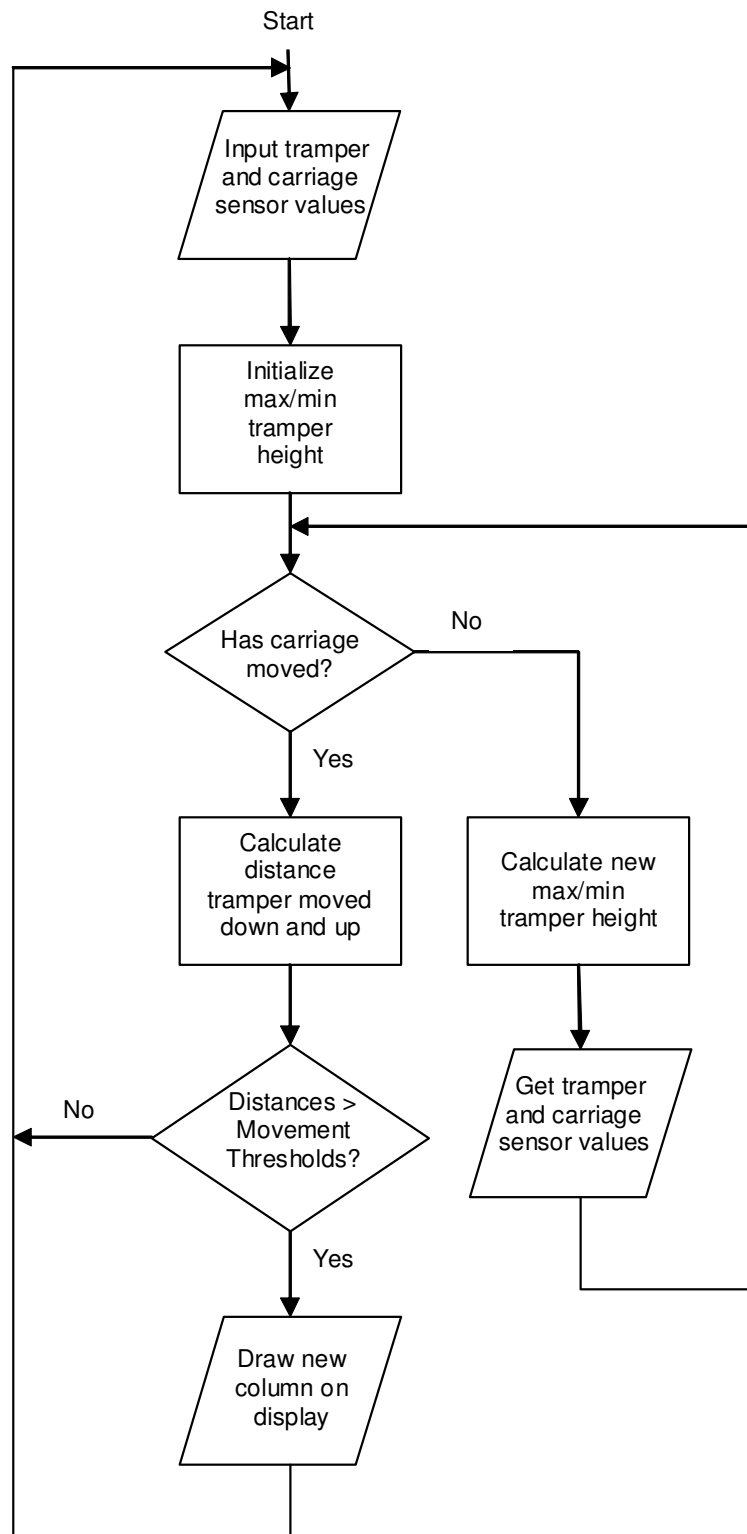 Start
Input tramper
and carriage
sensor values
Initialize
max/min
tramper
height
Has carriage
moved?
No
Yes
Calculate
distance
tramper moved
down and up
Calculate new
max/min
tramper height
Distances >
Movement
Thresholds?
No
Get tramper
and carriage
sensor values
Yes
Draw new
column on
display